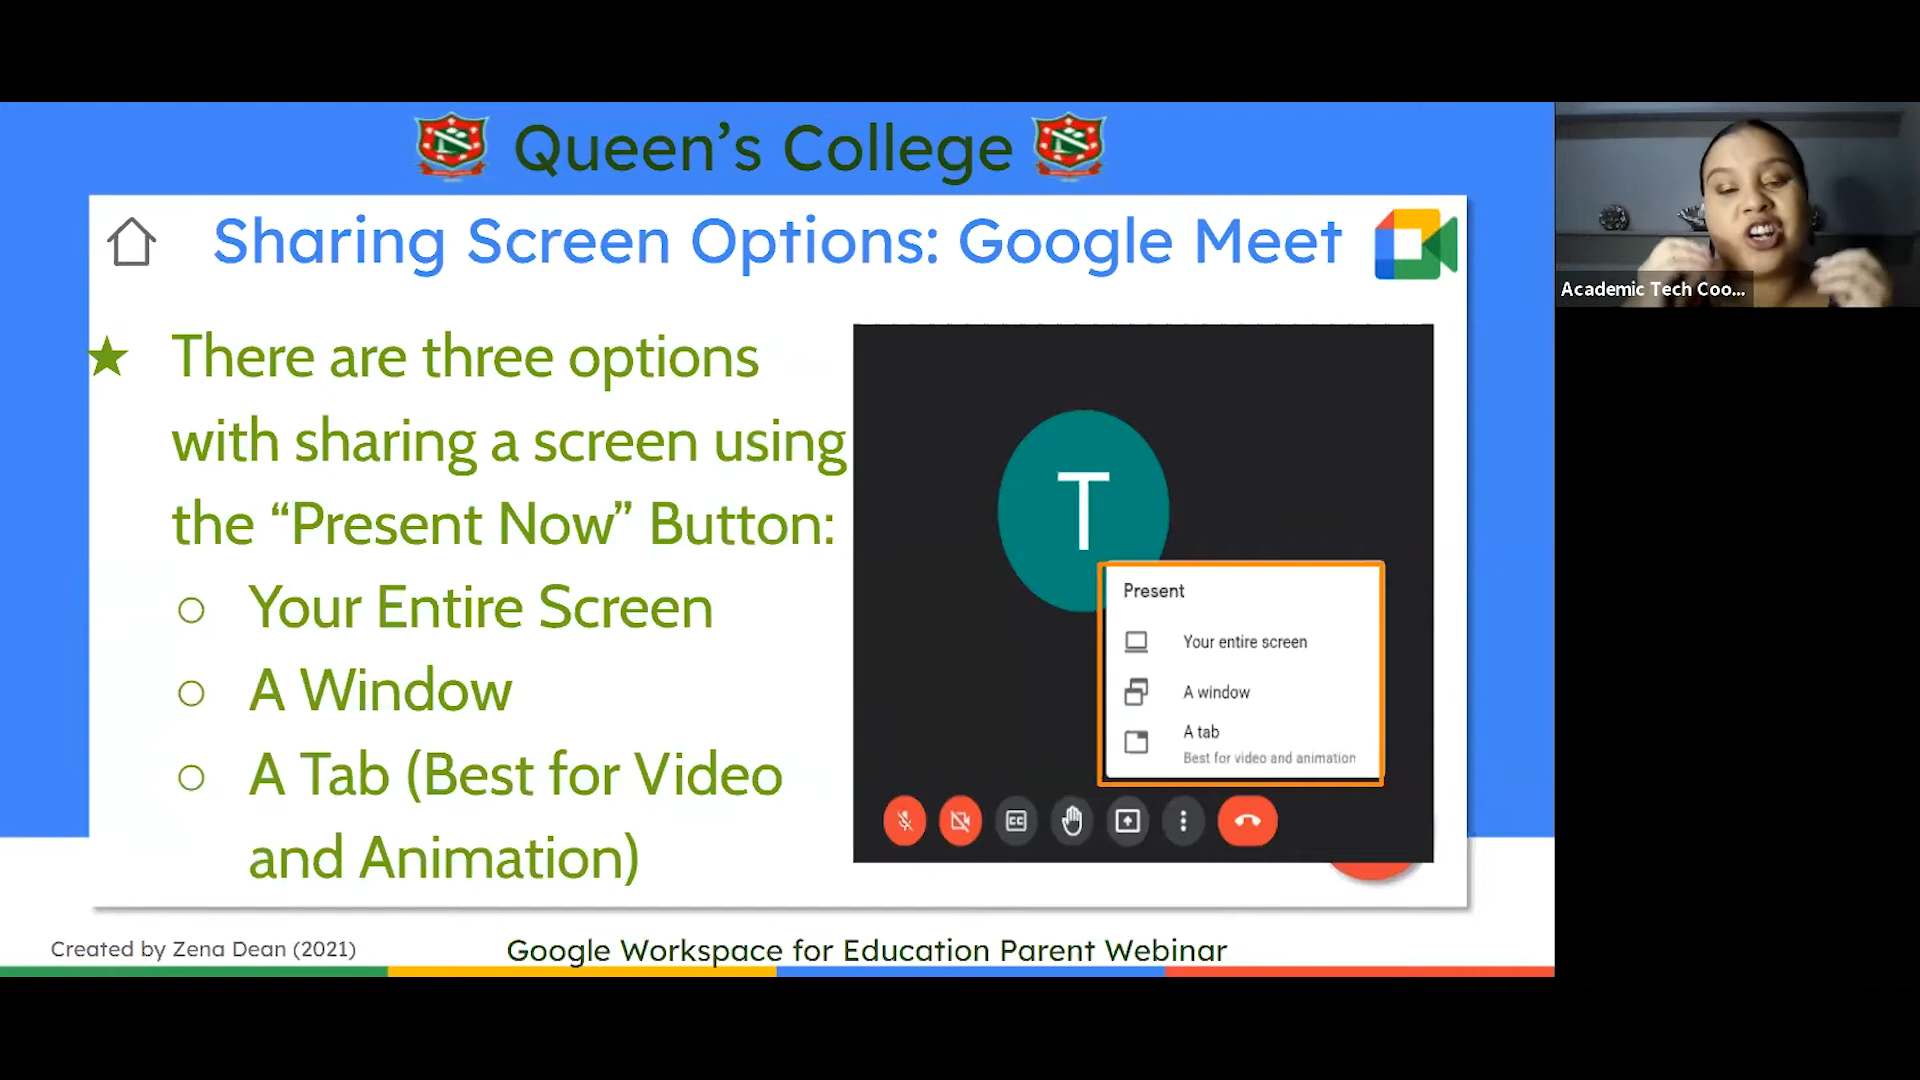 Queen's College
Sharing Screen Options: Google Meet
Academic Tech Coo...
★ There are three options
with sharing a screen using
the “Present Now” Button:
○ Your Entire Screen
○ A Window
○ A Tab (Best for Video
and Animation)
T
Present
Your entire screen
A window
A tab
Best for video and animation
CC
Created by Zena Dean (2021)
Google Workspace for Education Parent Webinar